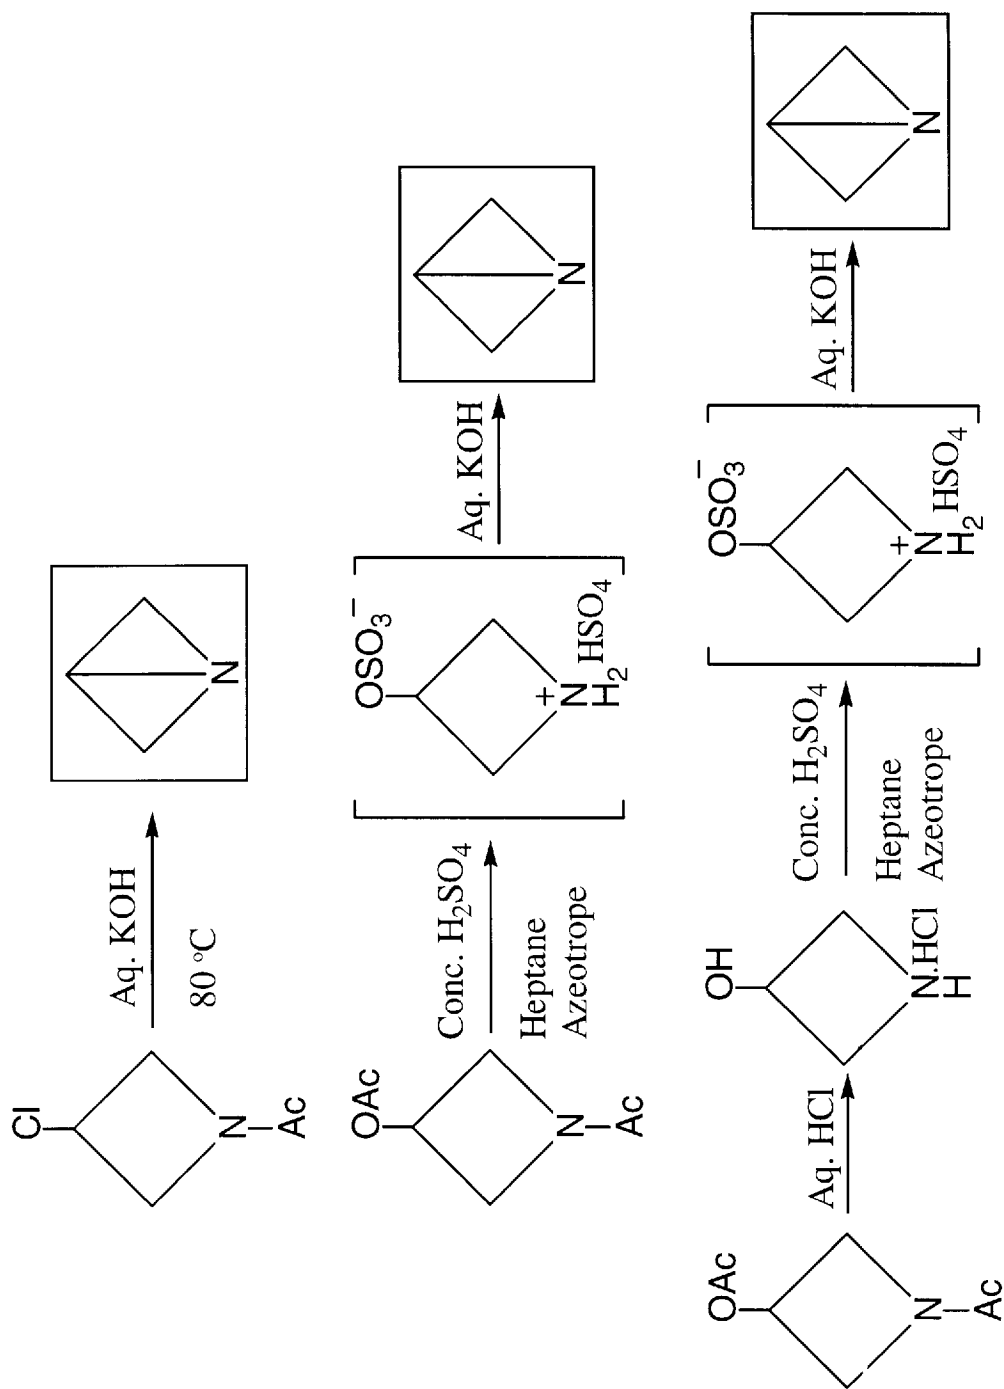 Cl
N
Ac
Aq. KOH
80 °C
N
OAc
N
Ac
Conc. H₂SO₄
Heptane
Azeotrope
OSO₃⁻
+
N
H₂
HSO₄
Aq. KOH
N
OAc
N
Ac
Aq. HCl
OH
N.HCl
H
Conc. H₂SO₄
Heptane
Azeotrope
OSO₃⁻
+
N
H₂
HSO₄
Aq. KOH
N